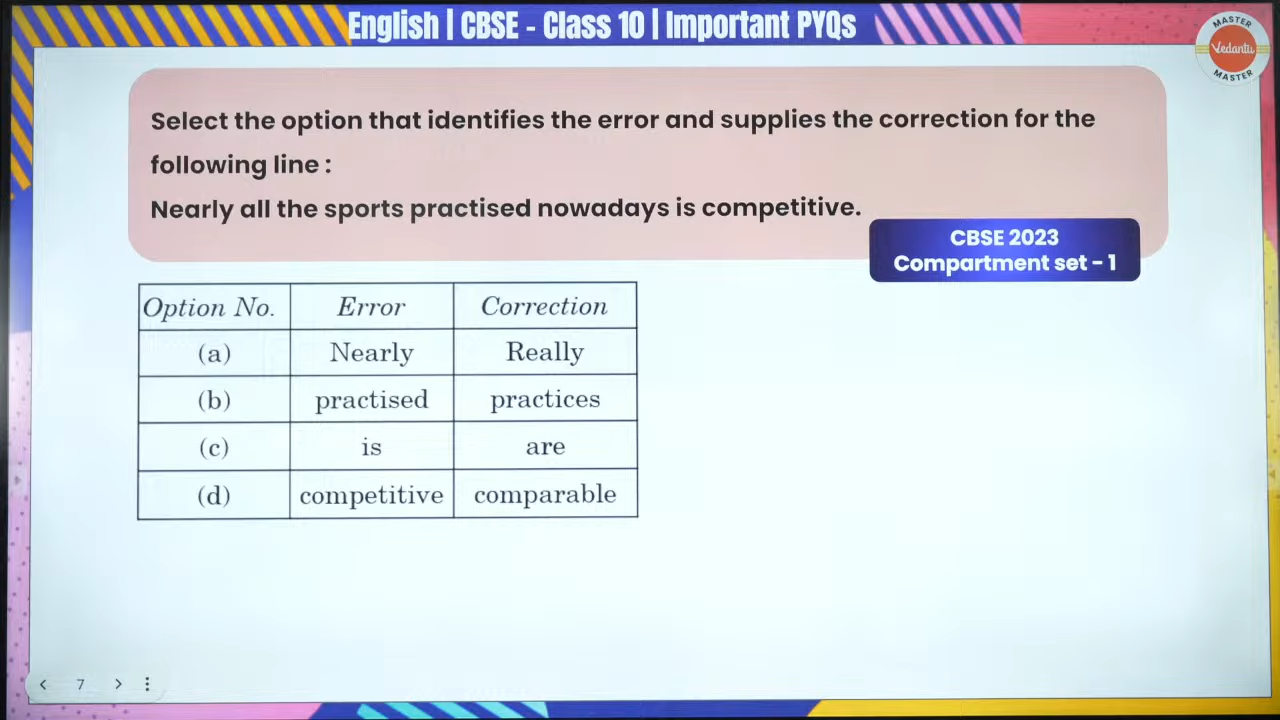 English | CBSE - Class 10 | Important PYQs
MASTER
Vedantu
MASTER
Select the option that identifies the error and supplies the correction for the
following line :
Nearly all the sports practised nowadays is competitive.
CBSE 2023
Compartment set - 1
Option No. Error Correction
(a) Nearly Really
(b) practised practices
(c) is are
(d) competitive comparable
7